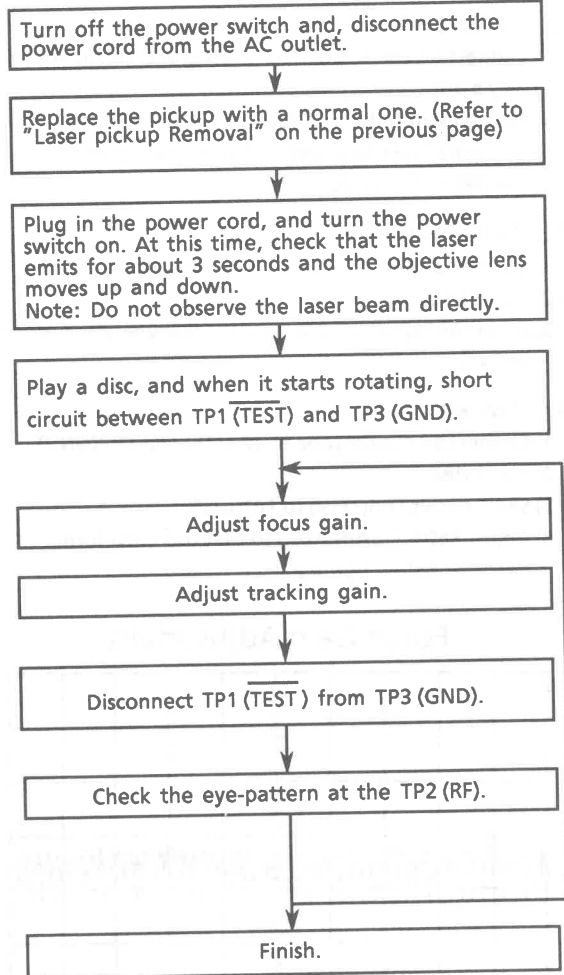 Turn off the power switch and, disconnect the
power cord from the AC outlet.
Replace the pickup with a normal one. (Refer to
"Laser pickup Removal" on the previous page)
Plug in the power cord, and turn the power
switch on. At this time, check that the laser
emits for about 3 seconds and the objective lens
moves up and down.
Note: Do not observe the laser beam directly.
Play a disc, and when it starts rotating, short
circuit between TP1 (TEST) and TP3 (GND).
Adjust focus gain.
Adjust tracking gain.
Disconnect TP1 (TEST) from TP3 (GND).
Check the eye-pattern at the TP2 (RF).
Finish.